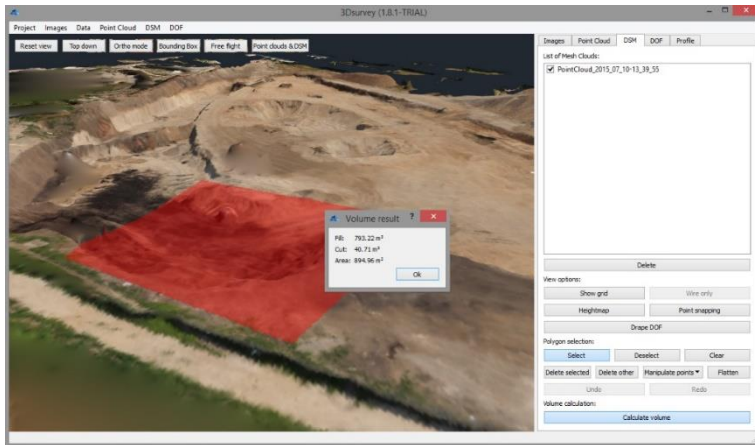 3Dsurvey (1.8.1-TRIAL)
Project Images Data Point Cloud DSM DOF
Reset view Top down Ortho mode Bounding Box Free flight Point clouds & DSM
Images Point Cloud DSM DOF Profile
List of Mesh Clouds:
PointCloud_2015_07_10-13_39_55
Volume result ?
Fill: 793.22 m³
Cut: 40.71 m³
Area: 894.96 m²
Ok
Delete
View options:
Show grid Wire only
Heightmap Point snapping
Drape DOF
Polygon selection:
Select Deselect Clear
Delete selected Delete other Manipulate points Flatten
Undo Redo
Volume calculation:
Calculate volume